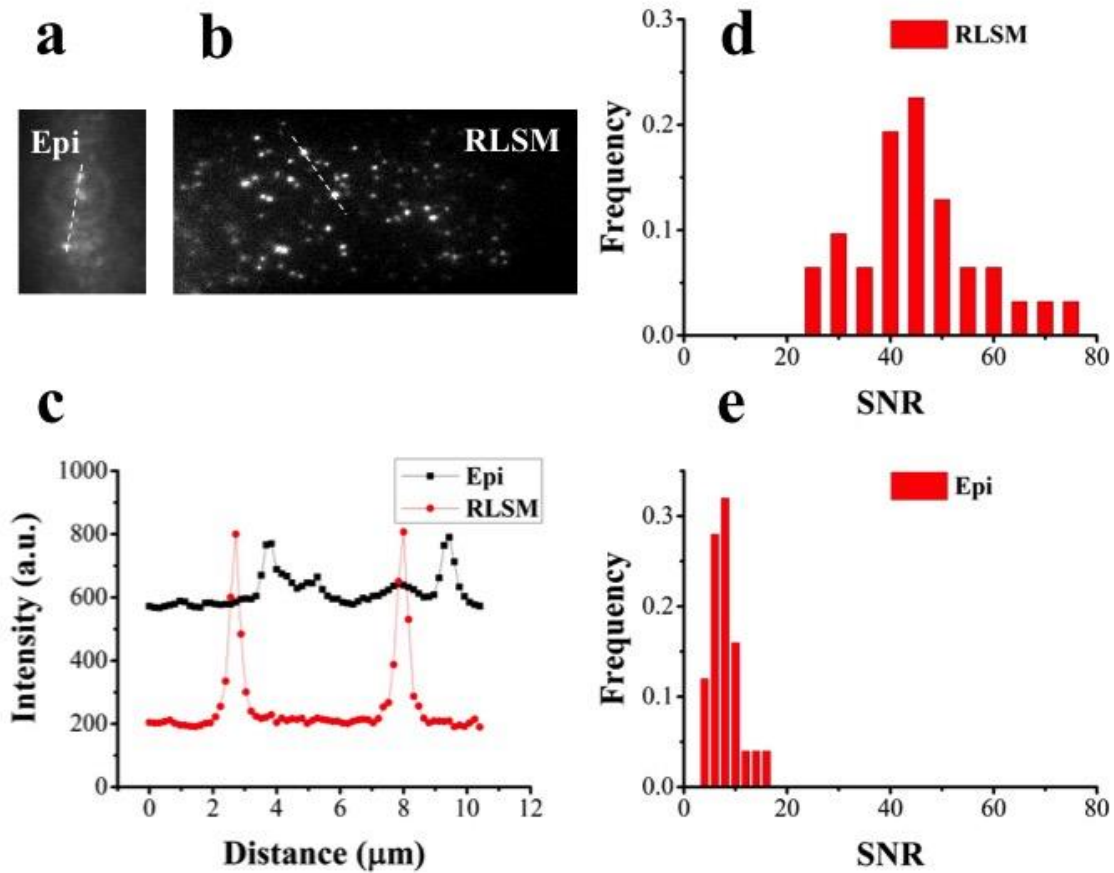 a
b
Epi
RLSM
d
RLSM
Frequency
0.3
0.2
0.1
0.0
0
20
40
60
80
SNR
c
Epi
RLSM
Intensity (a.u.)
1000
800
600
400
200
0
0
2
4
6
8
10
12
Distance (μm)
e
Epi
Frequency
0.3
0.2
0.1
0.0
0
20
40
60
80
SNR